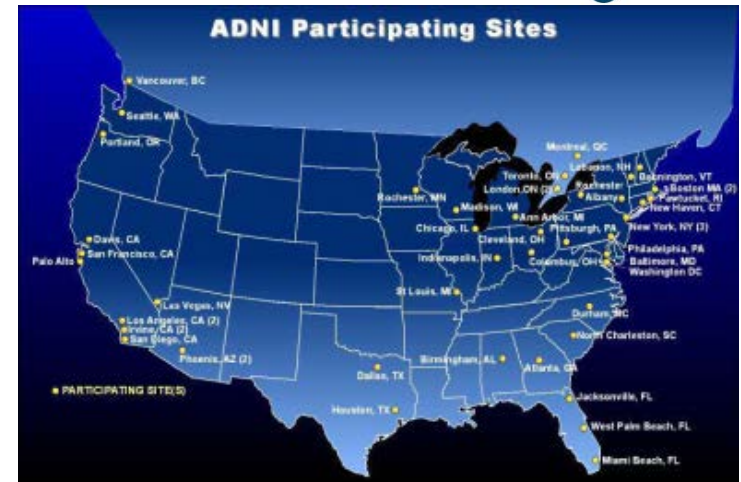 ADNI Participating Sites
Vancouver, BC
Seattle, WA
Portland, OR
Montreal, QC
Lebanon, NH
Toronto, ON
Bennington, VT
London,ON (2)
Rochester
Boston MA (2)
Rochester, MN
Albany
Pawtucket, RI
Madison, WI
New Haven, CT
Ann Arbor, MI
Chicago, IL
Pittsburgh, PA
New York, NY (3)
Cleveland, OH
Davis, CA
Philadelphia, PA
San Francisco, CA
Indianapolis, IN
Columbus, OH
Baltimore, MD
Palo Alto
Washington DC
St Louis, MI
Las Vegas, NV
Durham, NC
Los Angeles, CA (2)
Irvine, CA (2)
North Charleston, SC
San Diego, CA
Phoenix, AZ (2)
Birmingham, AL
Atlanta, GA
Dallas, TX
PARTICIPATING SITE(S)
Jacksonville, FL
Houston, TX
West Palm Beach, FL
Miami Beach, FL